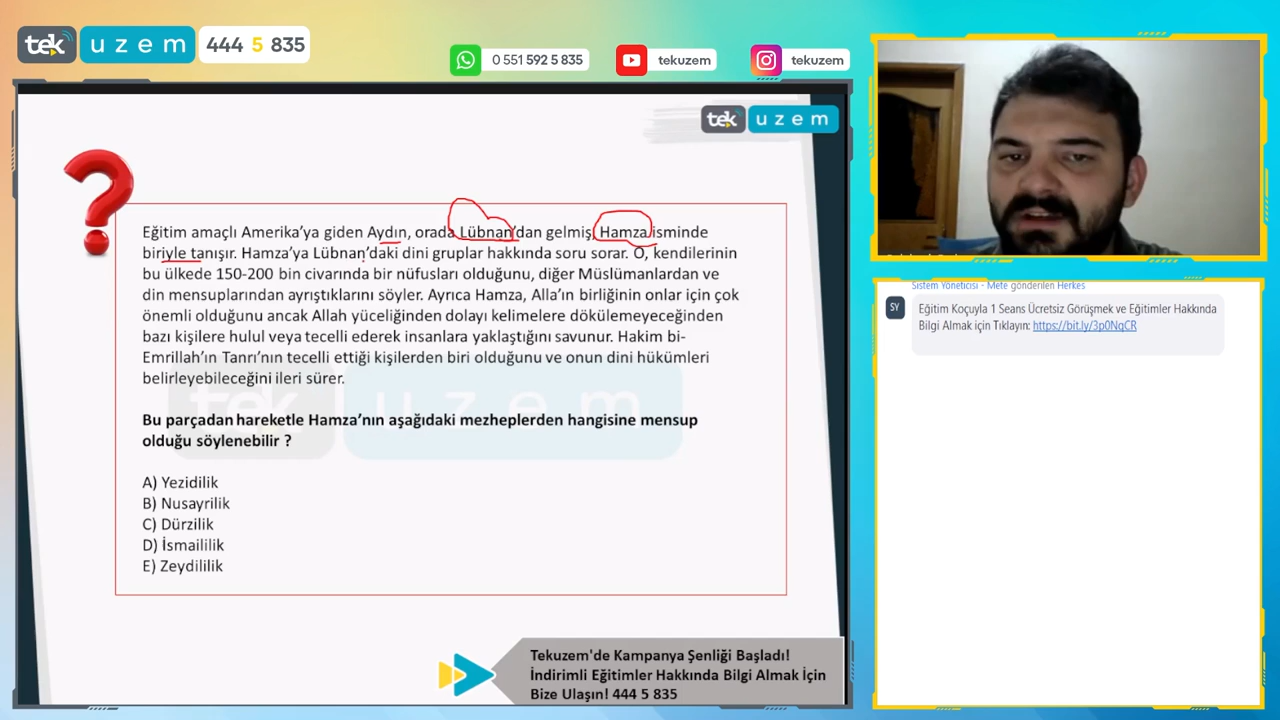 tek uzem 444 5 835
0 551 592 5 835
tekuzem
tekuzem
tek uzem
?
Eğitim amaçlı Amerika'ya giden Aydın, orada Lübnan'dan gelmiş, Hamza isminde
biriyle tanışır. Hamza'ya Lübnan'daki dini gruplar hakkında soru sorar. O, kendilerinin
bu ülkede 150-200 bin civarında bir nüfusları olduğunu, diğer Müslümanlardan ve
din mensuplarından ayrıştıklarını söyler. Ayrıca Hamza, Alla'ın birliğinin onlar için çok
önemli olduğunu ancak Allah yüceliğinden dolayı kelimelere dökülemeyeceğinden
bazı kişilere hulul veya tecelli ederek insanlara yaklaştığını savunur. Hakim bi-
Emrillah'ın Tanrı'nın tecelli ettiği kişilerden biri olduğunu ve onun dini hükümleri
belirleyebileceğini ileri sürer.
tek uzem
Bu parçadan hareketle Hamza'nın aşağıdaki mezheplerden hangisine mensup
olduğu söylenebilir ?
A) Yezidilik
B) Nusayrilik
C) Dürzilik
D) İsmaililik
E) Zeydililik
Tekuzem'de Kampanya Şenliği Başladı!
İndirimli Eğitimler Hakkında Bilgi Almak İçin
Bize Ulaşın! 444 5 835
Sistem Yöneticisi - Mete gönderilen Herkes
SY
Eğitim Koçuyla 1 Seans Ücretsiz Görüşmek ve Eğitimler Hakkında
Bilgi Almak için Tıklayın: https://bit.ly/3p0NqCR